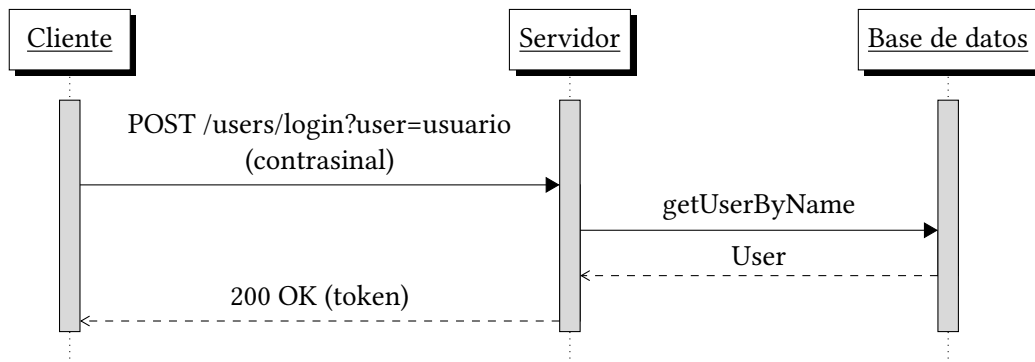 Cliente
Servidor
Base de datos
POST /users/login?user=usuario
(contrasinal)
getUserByName
User
200 OK (token)